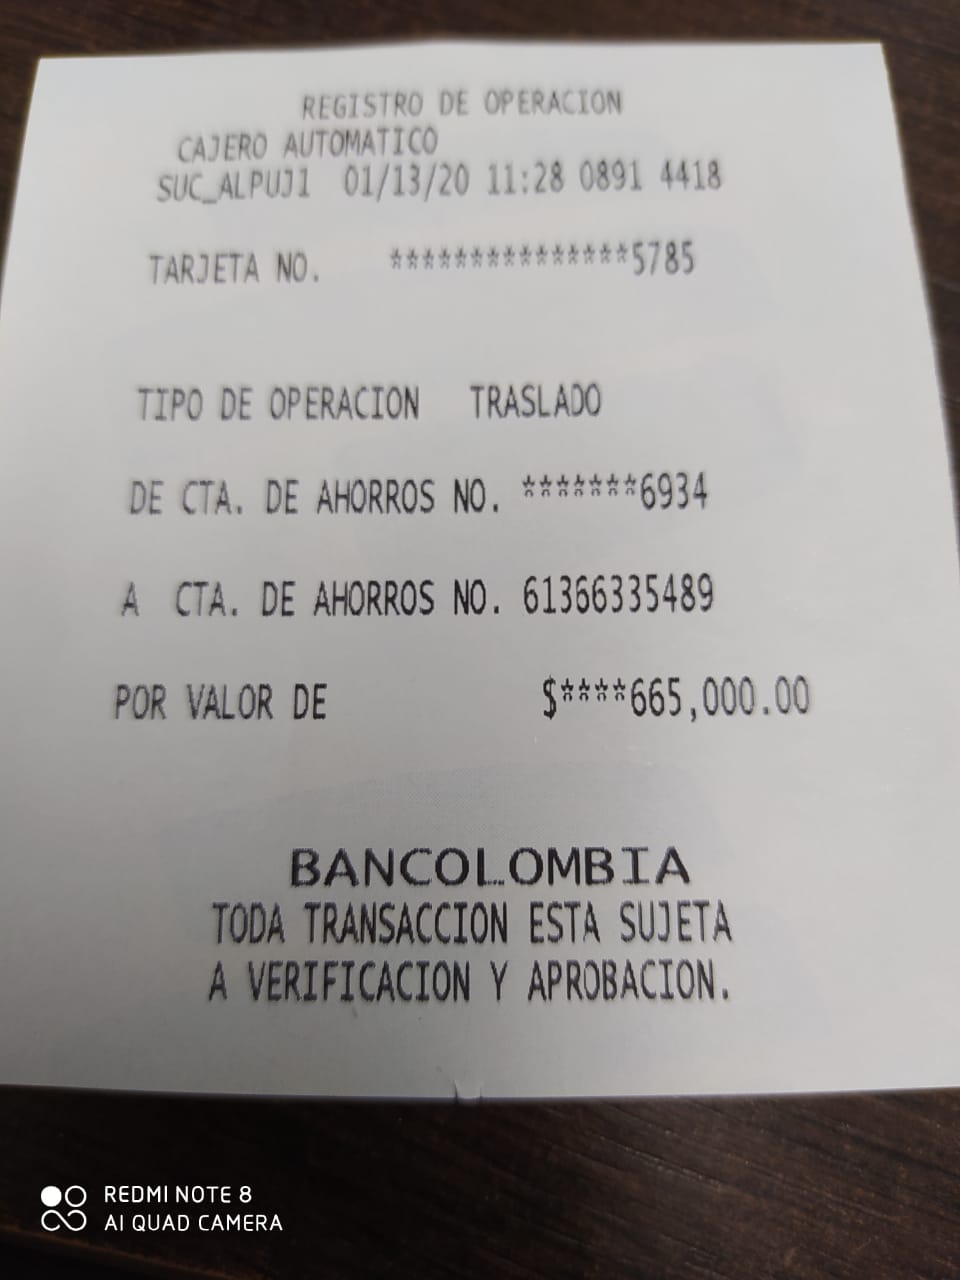 REGISTRO DE OPERACION
CAJERO AUTOMATICO
SUC_ALPUJ1 01/13/20 11:28 0891 4418
TARJETA NO. ***************5785
TIPO DE OPERACION TRASLADO
DE CTA. DE AHORROS NO. *******6934
A CTA. DE AHORROS NO. 61366335489
POR VALOR DE $****665,000.00
BANCOLOMBIA
TODA TRANSACCION ESTA SUJETA
A VERIFICACION Y APROBACION.
REDMI NOTE 8
AI QUAD CAMERA